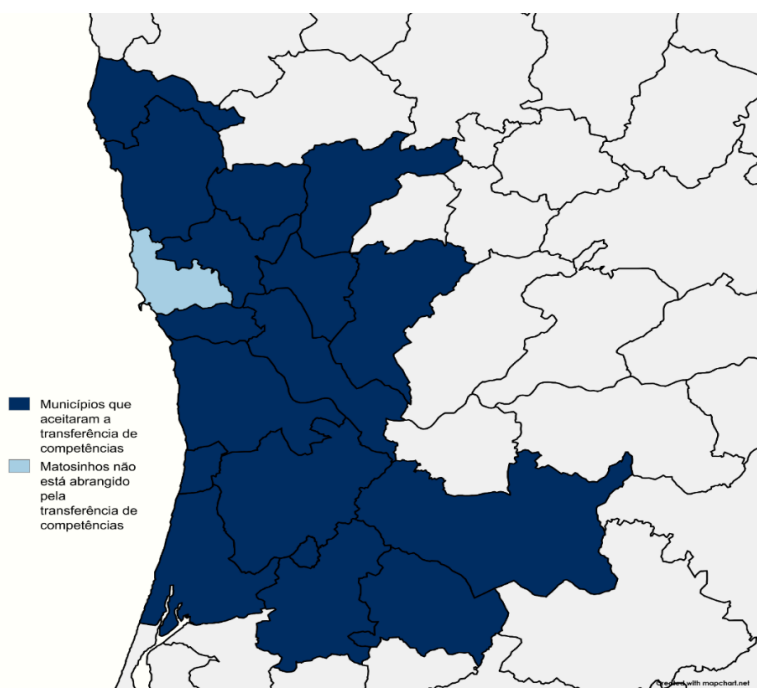 Municípios que
aceitaram a
transferência de
competências
Matosinhos não
está abrangido
pela
transferência de
competências
Created with mapchart.net